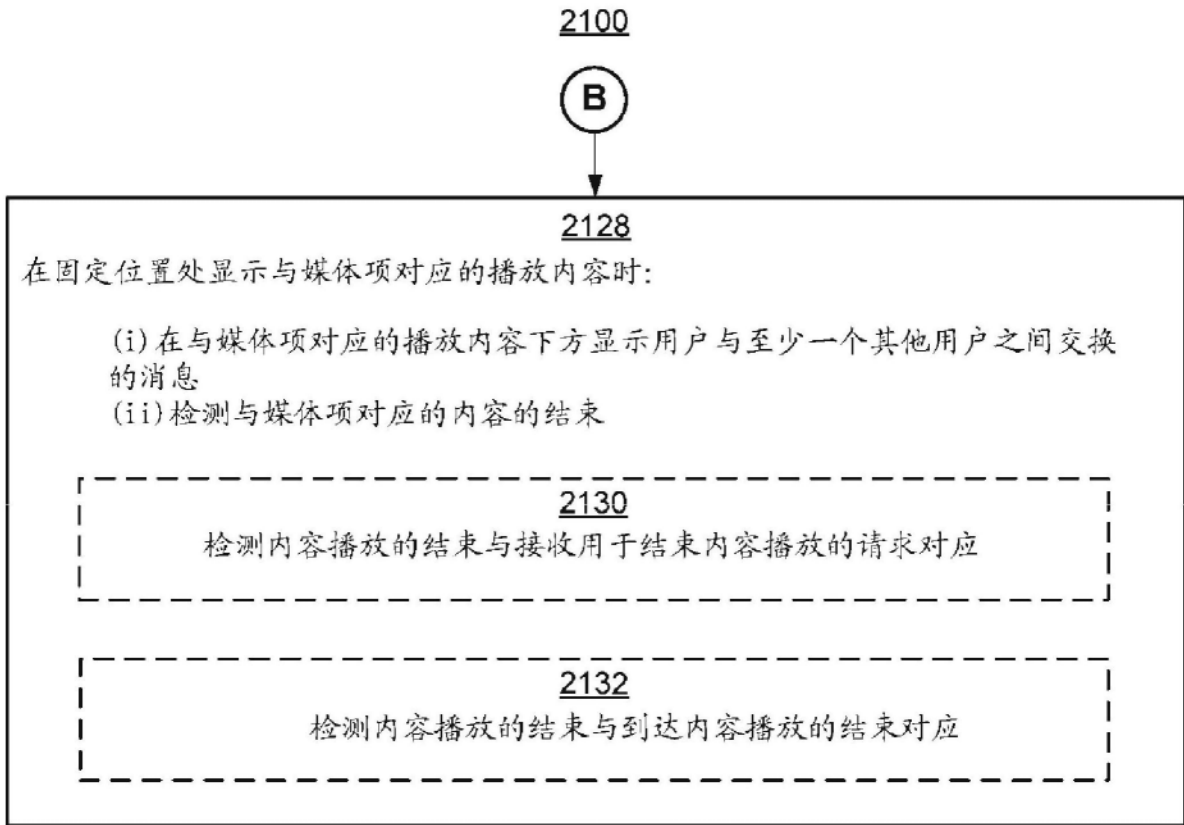 2100
B
2128
在固定位置处显示与媒体项对应的播放内容时:
(i)在与媒体项对应的播放内容下方显示用户与至少一个其他用户之间交换
的消息
(ii)检测与媒体项对应的内容的结束
2130
检测内容播放的结束与接收用于结束内容播放的请求对应
2132
检测内容播放的结束与到达内容播放的结束对应